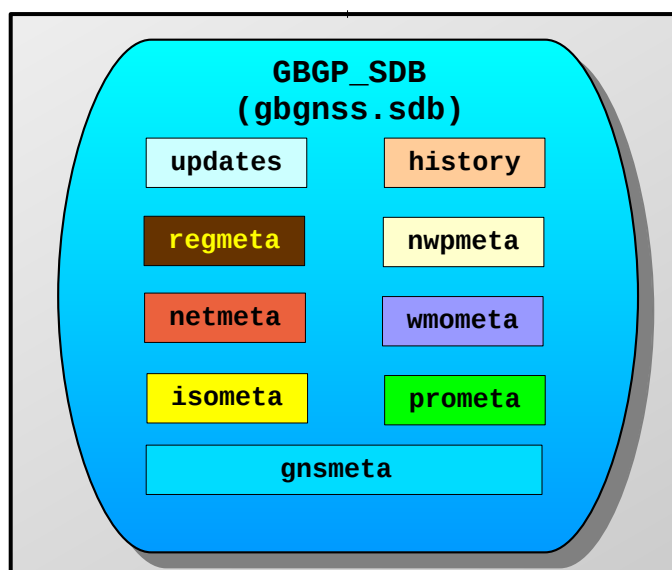 GBGP_SDB
(gbgnss.sdb)
updates history
regmeta nwpmeta
netmeta wmometa
isometa prometa
gnsmeta